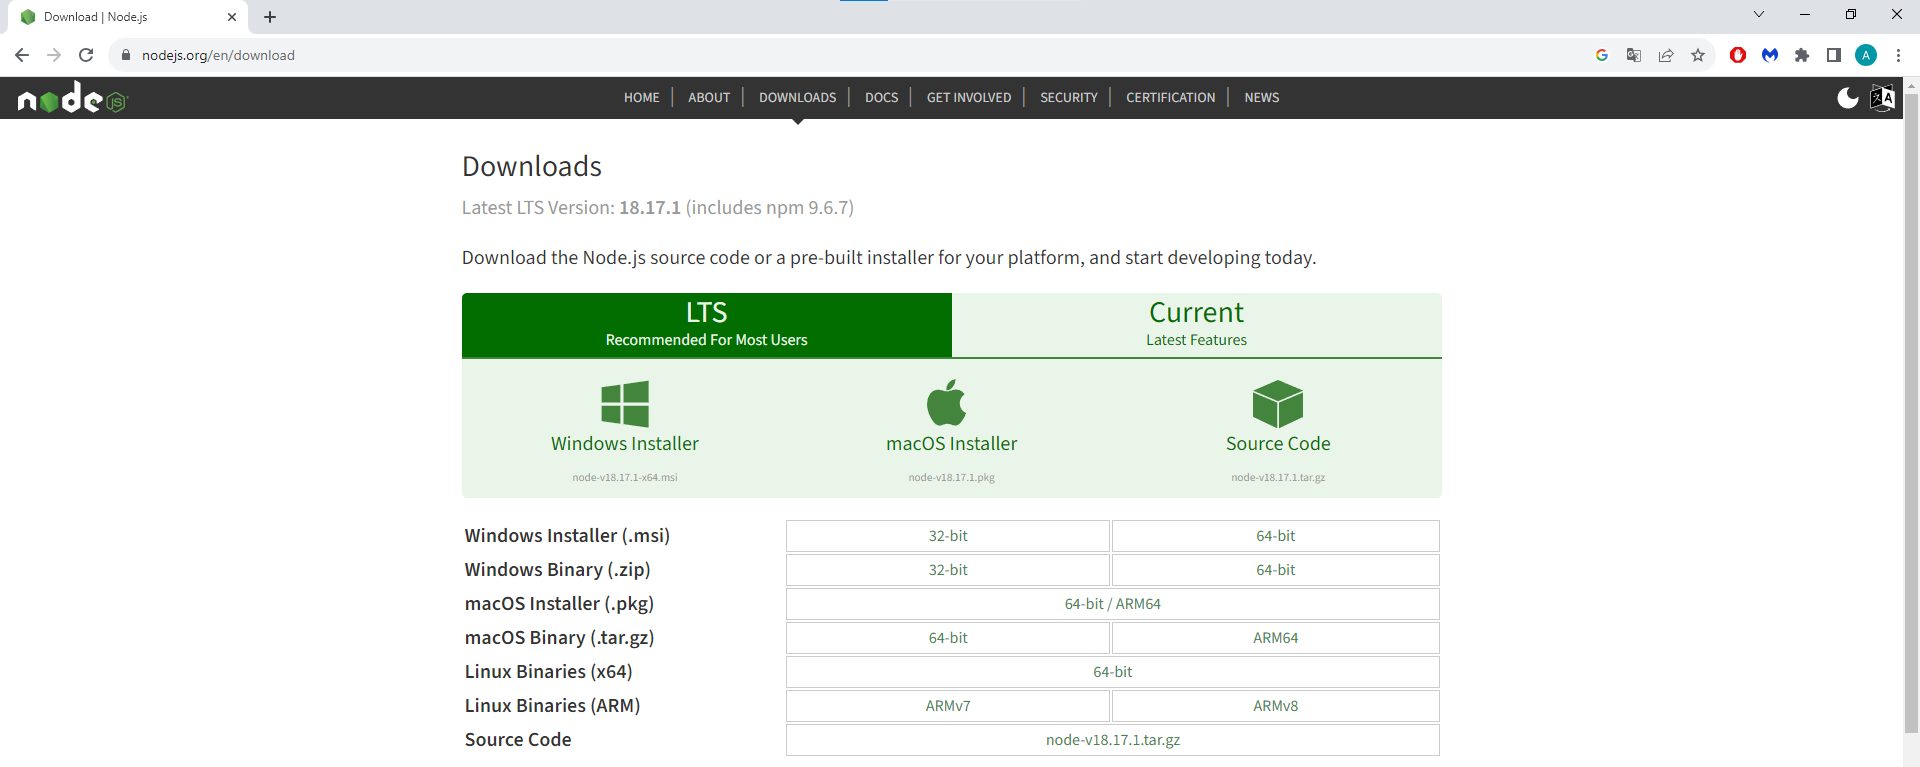 Download | Node.js
nodejs.org/en/download
A
node JS
HOME ABOUT DOWNLOADS DOCS GET INVOLVED SECURITY CERTIFICATION NEWS
Downloads
Latest LTS Version: 18.17.1 (includes npm 9.6.7)
Download the Node.js source code or a pre-built installer for your platform, and start developing today.
LTS
Recommended For Most Users
Current
Latest Features
Windows Installer
node-v18.17.1-x64.msi
macOS Installer
node-v18.17.1.pkg
Source Code
node-v18.17.1.tar.gz
Windows Installer (.msi) 32-bit 64-bit
Windows Binary (.zip) 32-bit 64-bit
macOS Installer (.pkg) 64-bit / ARM64
macOS Binary (.tar.gz) 64-bit ARM64
Linux Binaries (x64) 64-bit
Linux Binaries (ARM) ARMv7 ARMv8
Source Code node-v18.17.1.tar.gz